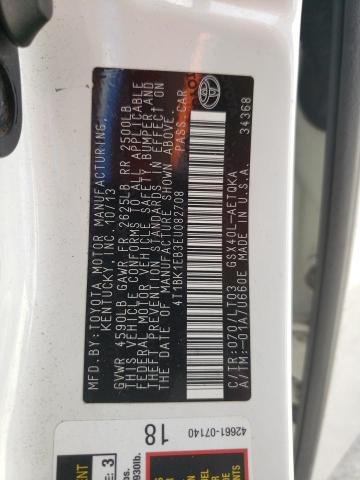 MFD. BY: TOYOTA MOTOR MANUFACTURING,
KENTUCKY INC. 10/13
GVWR 4590LB GAWR FR 2625LB RR 2500LB
THIS VEHICLE CONFORMS TO ALL APPLICABLE
FEDERAL MOTOR VEHICLE SAFETY, BUMPER, AND
THEFT PREVENTION STANDARDS IN EFFECT ON
THE DATE OF MANUFACTURE SHOWN ABOVE.
4T1BK1EB3EU082708 PASS. CAR
C/TR: 070/LT03 GSX40L-AETQKA
A/TM: -01A/U660E MADE IN U.S.A.
34368
TOYOTA
42661-07140
18
3
930lb